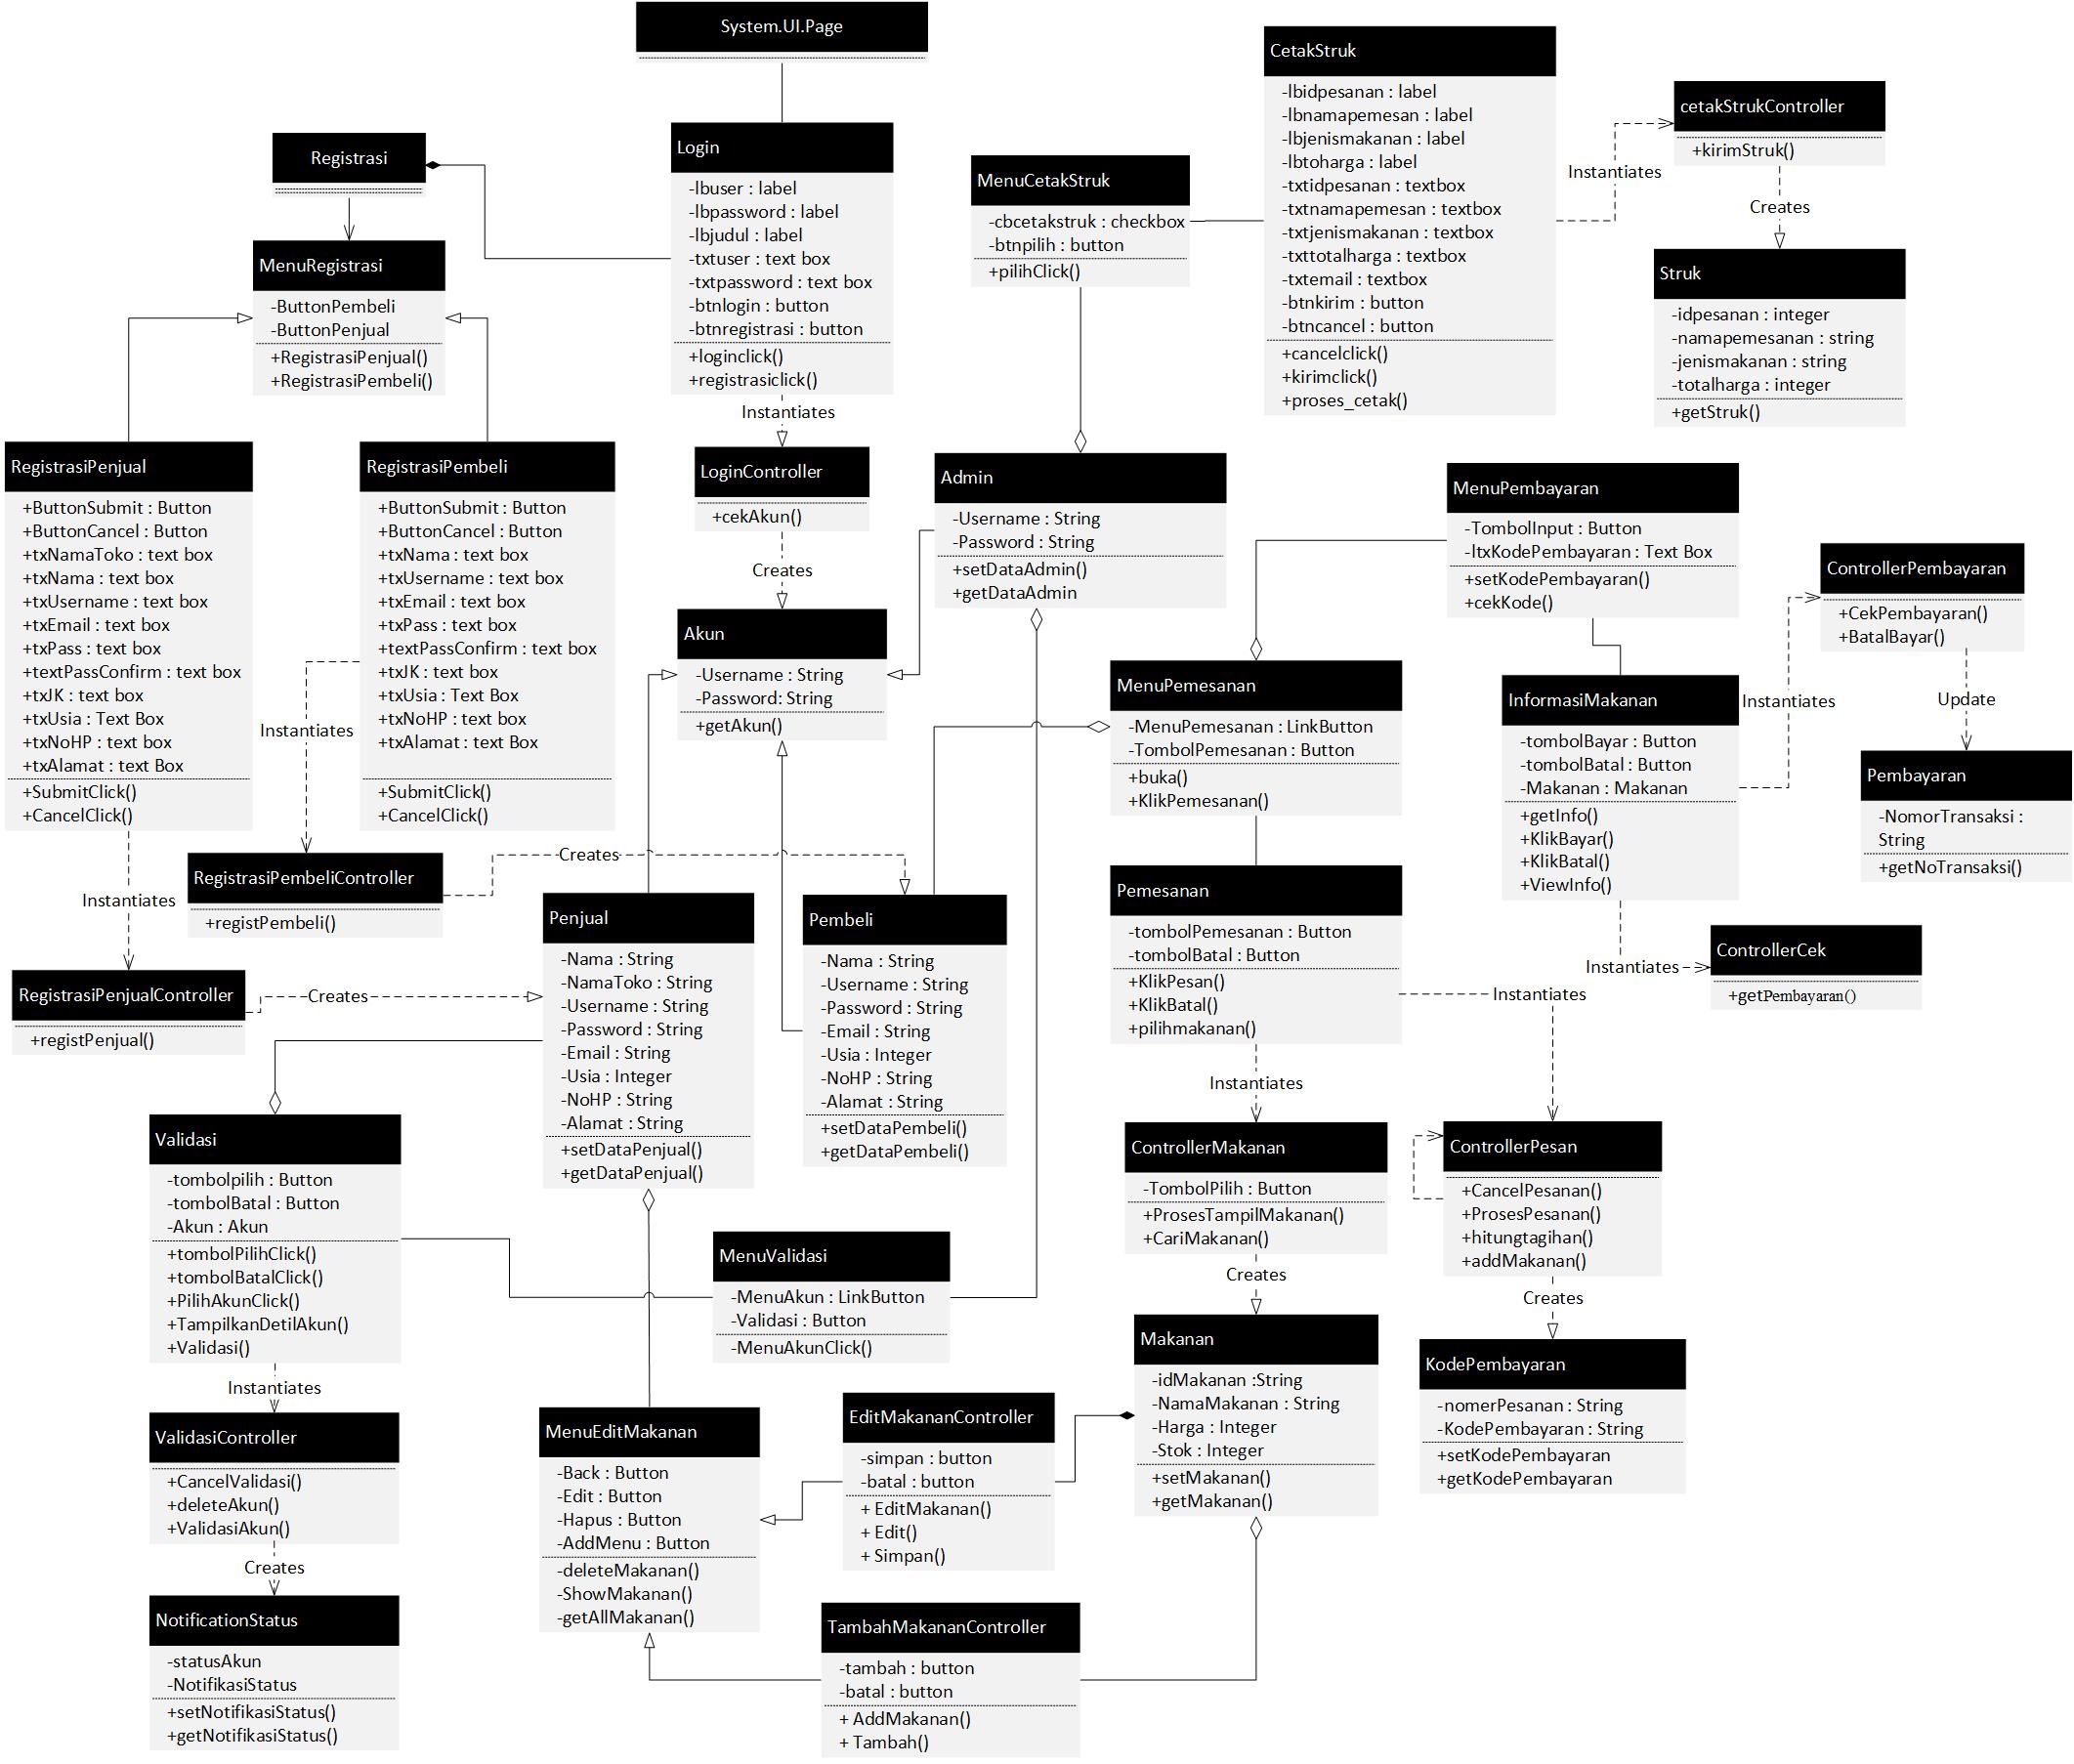 System.UI.Page
Registrasi
Login
-lbuser : label
-lbpassword : label
-lbjudul : label
-txtuser : text box
-txtpassword : text box
-btnlogin : button
-btnregistrasi : button
+loginclick()
+registrasiclick()
Instantiates
MenuRegistrasi
-ButtonPembeli
-ButtonPenjual
+RegistrasiPenjual()
+RegistrasiPembeli()
MenuCetakStruk
-cbcetakstruk : checkbox
-btnpilih : button
+pilihClick()
CetakStruk
-lbidpesanan : label
-lbnamapemesan : label
-lbjenismakanan : label
-lbtoharga : label
-txtidpesanan : textbox
-txtnamapemesan : textbox
-txtjenismakanan : textbox
-txttotalharga : textbox
-txtemail : textbox
-btnkirim : button
-btncancel : button
+cancelclick()
+kirimclick()
+proses_cetak()
Instantiates
cetakStrukController
+kirimStruk()
Creates
Struk
-idpesanan : integer
-namapemesanan : string
-jenismakanan : string
-totalharga : integer
+getStruk()
RegistrasiPenjual
+ButtonSubmit : Button
+ButtonCancel : Button
+txNamaToko : text box
+txNama : text box
+txUsername : text box
+txEmail : text box
+txPass : text box
+textPassConfirm : text box
+txJK : text box
+txUsia : Text Box
+txNoHP : text box
+txAlamat : text Box
+SubmitClick()
+CancelClick()
Instantiates
RegistrasiPembeli
+ButtonSubmit : Button
+ButtonCancel : Button
+txNama : text box
+txUsername : text box
+txEmail : text box
+txPass : text box
+textPassConfirm : text box
+txJK : text box
+txUsia : Text Box
+txNoHP : text box
+txAlamat : text Box
+SubmitClick()
+CancelClick()
Instantiates
LoginController
+cekAkun()
Creates
Akun
-Username : String
-Password: String
+getAkun()
Admin
-Username : String
-Password : String
+setDataAdmin()
+getDataAdmin
MenuPembayaran
-TombolInput : Button
-ltxKodePembayaran : Text Box
+setKodePembayaran()
+cekKode()
ControllerPembayaran
+CekPembayaran()
+BatalBayar()
Update
Pembayaran
-NomorTransaksi :
String
+getNoTransaksi()
MenuPemesanan
-MenuPemesanan : LinkButton
-TombolPemesanan : Button
+buka()
+KlikPemesanan()
InformasiMakanan
-tombolBayar : Button
-tombolBatal : Button
-Makanan : Makanan
+getInfo()
+KlikBayar()
+KlikBatal()
+ViewInfo()
Instantiates
Instantiates
ControllerCek
+getPembayaran()
RegistrasiPembeliController
+registPembeli()
Creates
RegistrasiPenjualController
+registPenjual()
Creates
Penjual
-Nama : String
-NamaToko : String
-Username : String
-Password : String
-Email : String
-Usia : Integer
-NoHP : String
-Alamat : String
+setDataPenjual()
+getDataPenjual()
Pembeli
-Nama : String
-Username : String
-Password : String
-Email : String
-Usia : Integer
-NoHP : String
-Alamat : String
+setDataPembeli()
+getDataPembeli()
Pemesanan
-tombolPemesanan : Button
-tombolBatal : Button
+KlikPesan()
+KlikBatal()
+pilihmakanan()
Instantiates
Instantiates
ControllerMakanan
-TombolPilih : Button
+ProsesTampilMakanan()
+CariMakanan()
Creates
ControllerPesan
+CancelPesanan()
+ProsesPesanan()
+hitungtagihan()
+addMakanan()
Creates
Validasi
-tombolpilih : Button
-tombolBatal : Button
-Akun : Akun
+tombolPilihClick()
+tombolBatalClick()
+PilihAkunClick()
+TampilkanDetilAkun()
+Validasi()
Instantiates
MenuValidasi
-MenuAkun : LinkButton
-Validasi : Button
-MenuAkunClick()
Makanan
-idMakanan :String
-NamaMakanan : String
-Harga : Integer
-Stok : Integer
+setMakanan()
+getMakanan()
KodePembayaran
-nomerPesanan : String
-KodePembayaran : String
+setKodePembayaran
+getKodePembayaran
ValidasiController
+CancelValidasi()
+deleteAkun()
+ValidasiAkun()
Creates
MenuEditMakanan
-Back : Button
-Edit : Button
-Hapus : Button
-AddMenu : Button
-deleteMakanan()
-ShowMakanan()
-getAllMakanan()
EditMakananController
-simpan : button
-batal : button
+ EditMakanan()
+ Edit()
+ Simpan()
NotificationStatus
-statusAkun
-NotifikasiStatus
+setNotifikasiStatus()
+getNotifikasiStatus()
TambahMakananController
-tambah : button
-batal : button
+ AddMakanan()
+ Tambah()